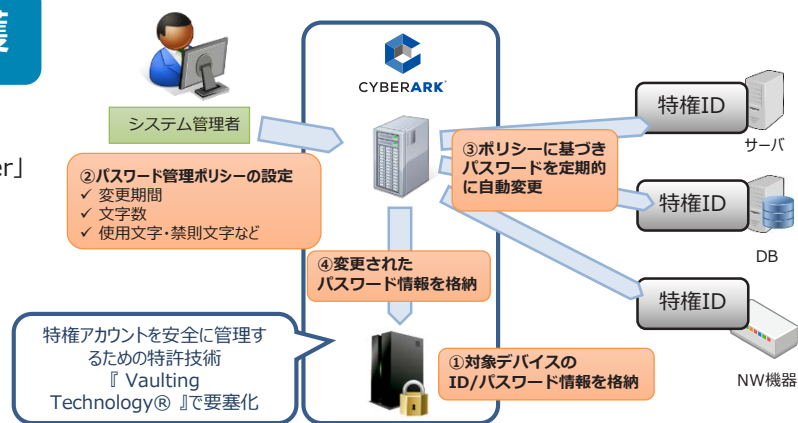 護
er」
CYBERARK
システム管理者
②パスワード管理ポリシーの設定
✓ 変更期間
✓ 文字数
✓ 使用文字・禁則文字など
③ポリシーに基づき
パスワードを定期的
に自動変更
特権ID
サーバ
特権ID
DB
特権ID
NW機器
④変更された
パスワード情報を格納
①対象デバイスの
ID/パスワード情報を格納
特権アカウントを安全に管理す
るための特許技術
『 Vaulting
Technology® 』で要塞化